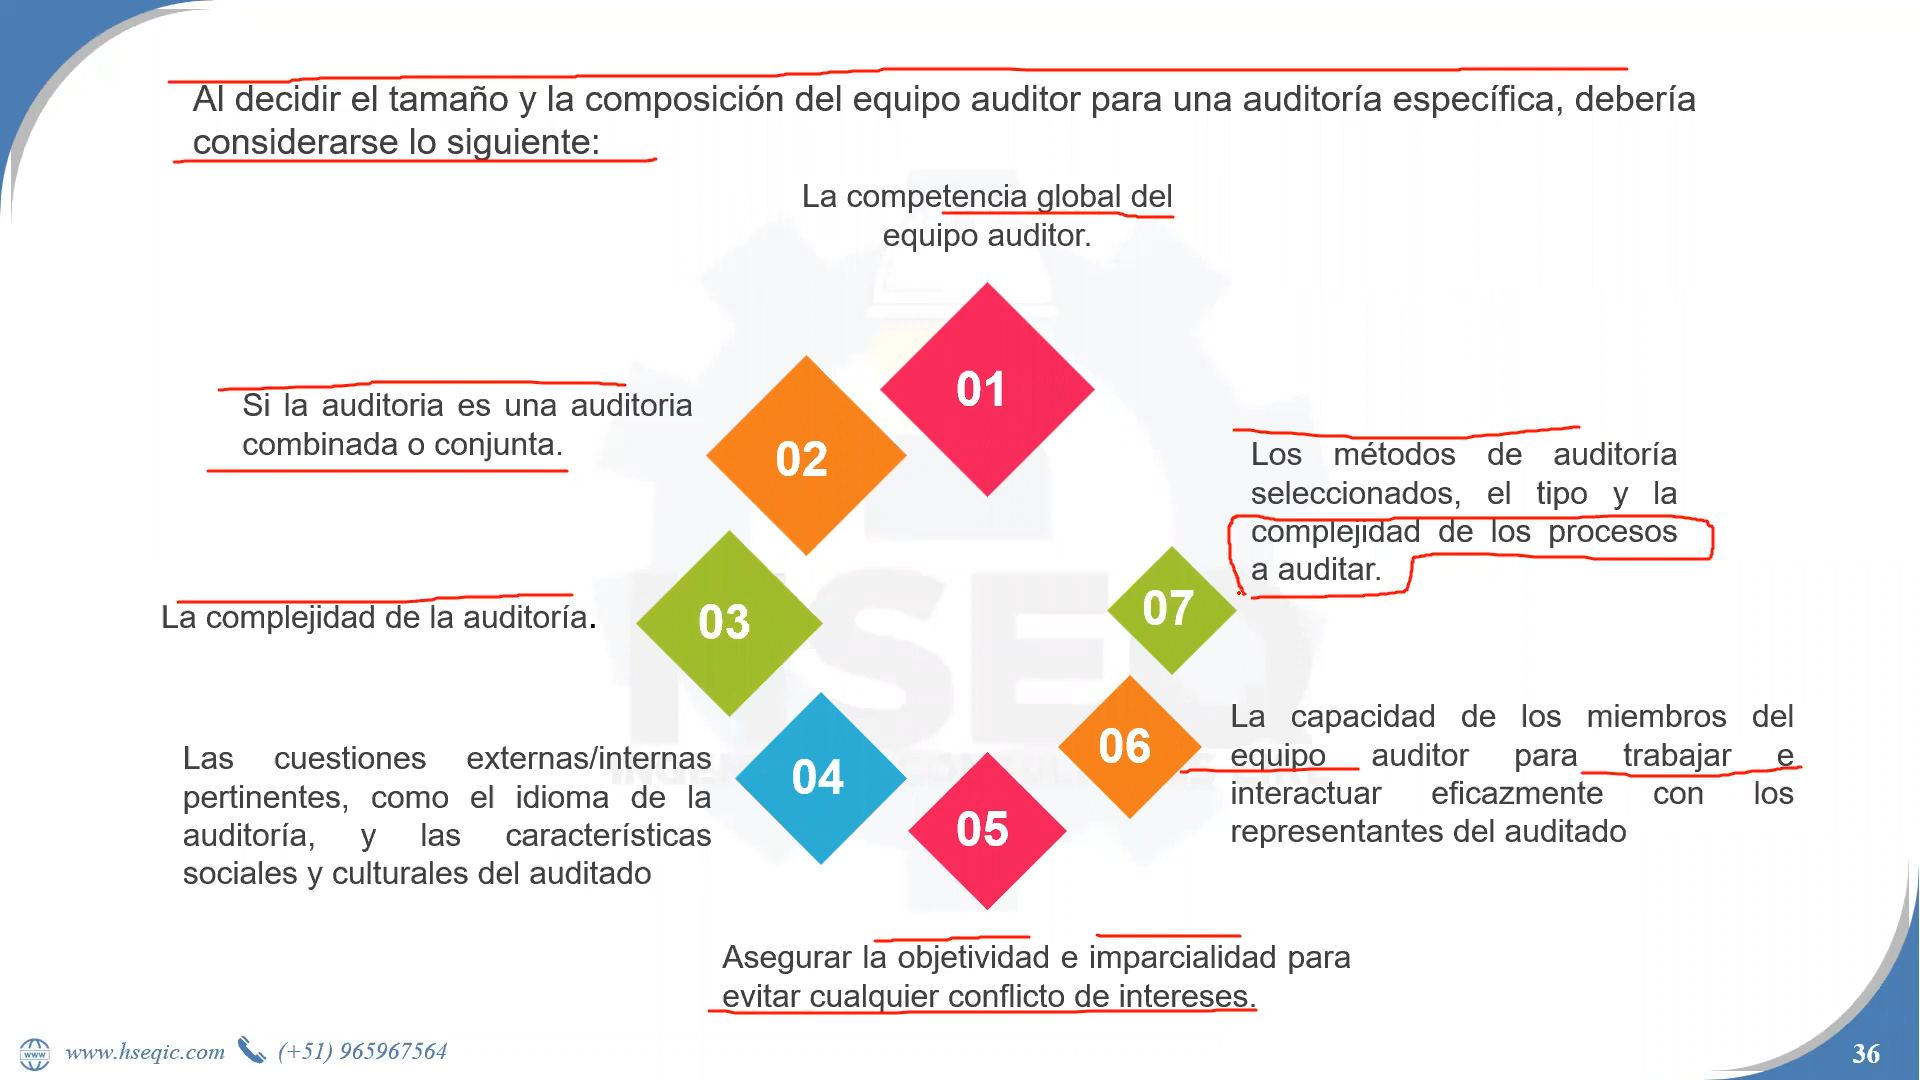 Al decidir el tamaño y la composición del equipo auditor para una auditoría específica, debería
considerarse lo siguiente:
La competencia global del
equipo auditor.
01
Si la auditoria es una auditoria
combinada o conjunta.
02
La complejidad de la auditoría.
03
Las cuestiones externas/internas
pertinentes, como el idioma de la
auditoría, y las características
sociales y culturales del auditado
04
05
Asegurar la objetividad e imparcialidad para
evitar cualquier conflicto de intereses.
06
La capacidad de los miembros del
equipo auditor para trabajar e
interactuar eficazmente con los
representantes del auditado
07
Los métodos de auditoría
seleccionados, el tipo y la
complejidad de los procesos
a auditar.
HSEQ
www.hseqic.com (+51) 965967564
36